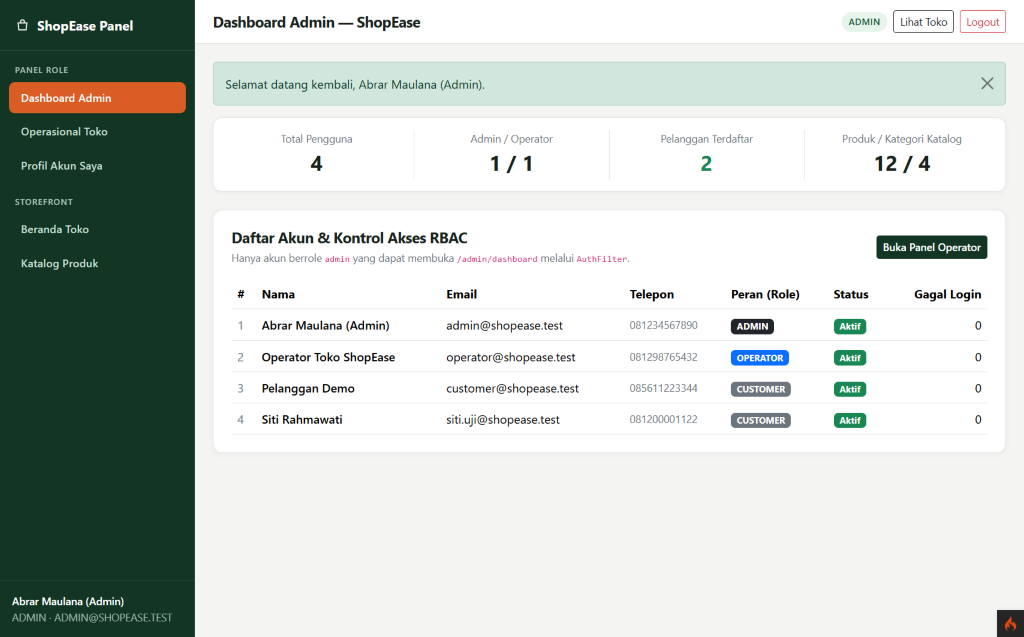 ShopEase Panel
PANEL ROLE
Dashboard Admin
Operasional Toko
Profil Akun Saya
STOREFRONT
Beranda Toko
Katalog Produk
Abrar Maulana (Admin)
ADMIN · ADMIN@SHOPEASE.TEST
Dashboard Admin — ShopEase
ADMIN Lihat Toko Logout
Selamat datang kembali, Abrar Maulana (Admin).
Total Pengguna Admin / Operator Pelanggan Terdaftar Produk / Kategori Katalog
4 1 / 1 2 12 / 4
Daftar Akun & Kontrol Akses RBAC
Hanya akun berrole admin yang dapat membuka /admin/dashboard melalui AuthFilter.
Buka Panel Operator
# Nama Email Telepon Peran (Role) Status Gagal Login
1 Abrar Maulana (Admin) admin@shopease.test 081234567890 ADMIN Aktif 0
2 Operator Toko ShopEase operator@shopease.test 081298765432 OPERATOR Aktif 0
3 Pelanggan Demo customer@shopease.test 085611223344 CUSTOMER Aktif 0
4 Siti Rahmawati siti.uji@shopease.test 081200001122 CUSTOMER Aktif 0